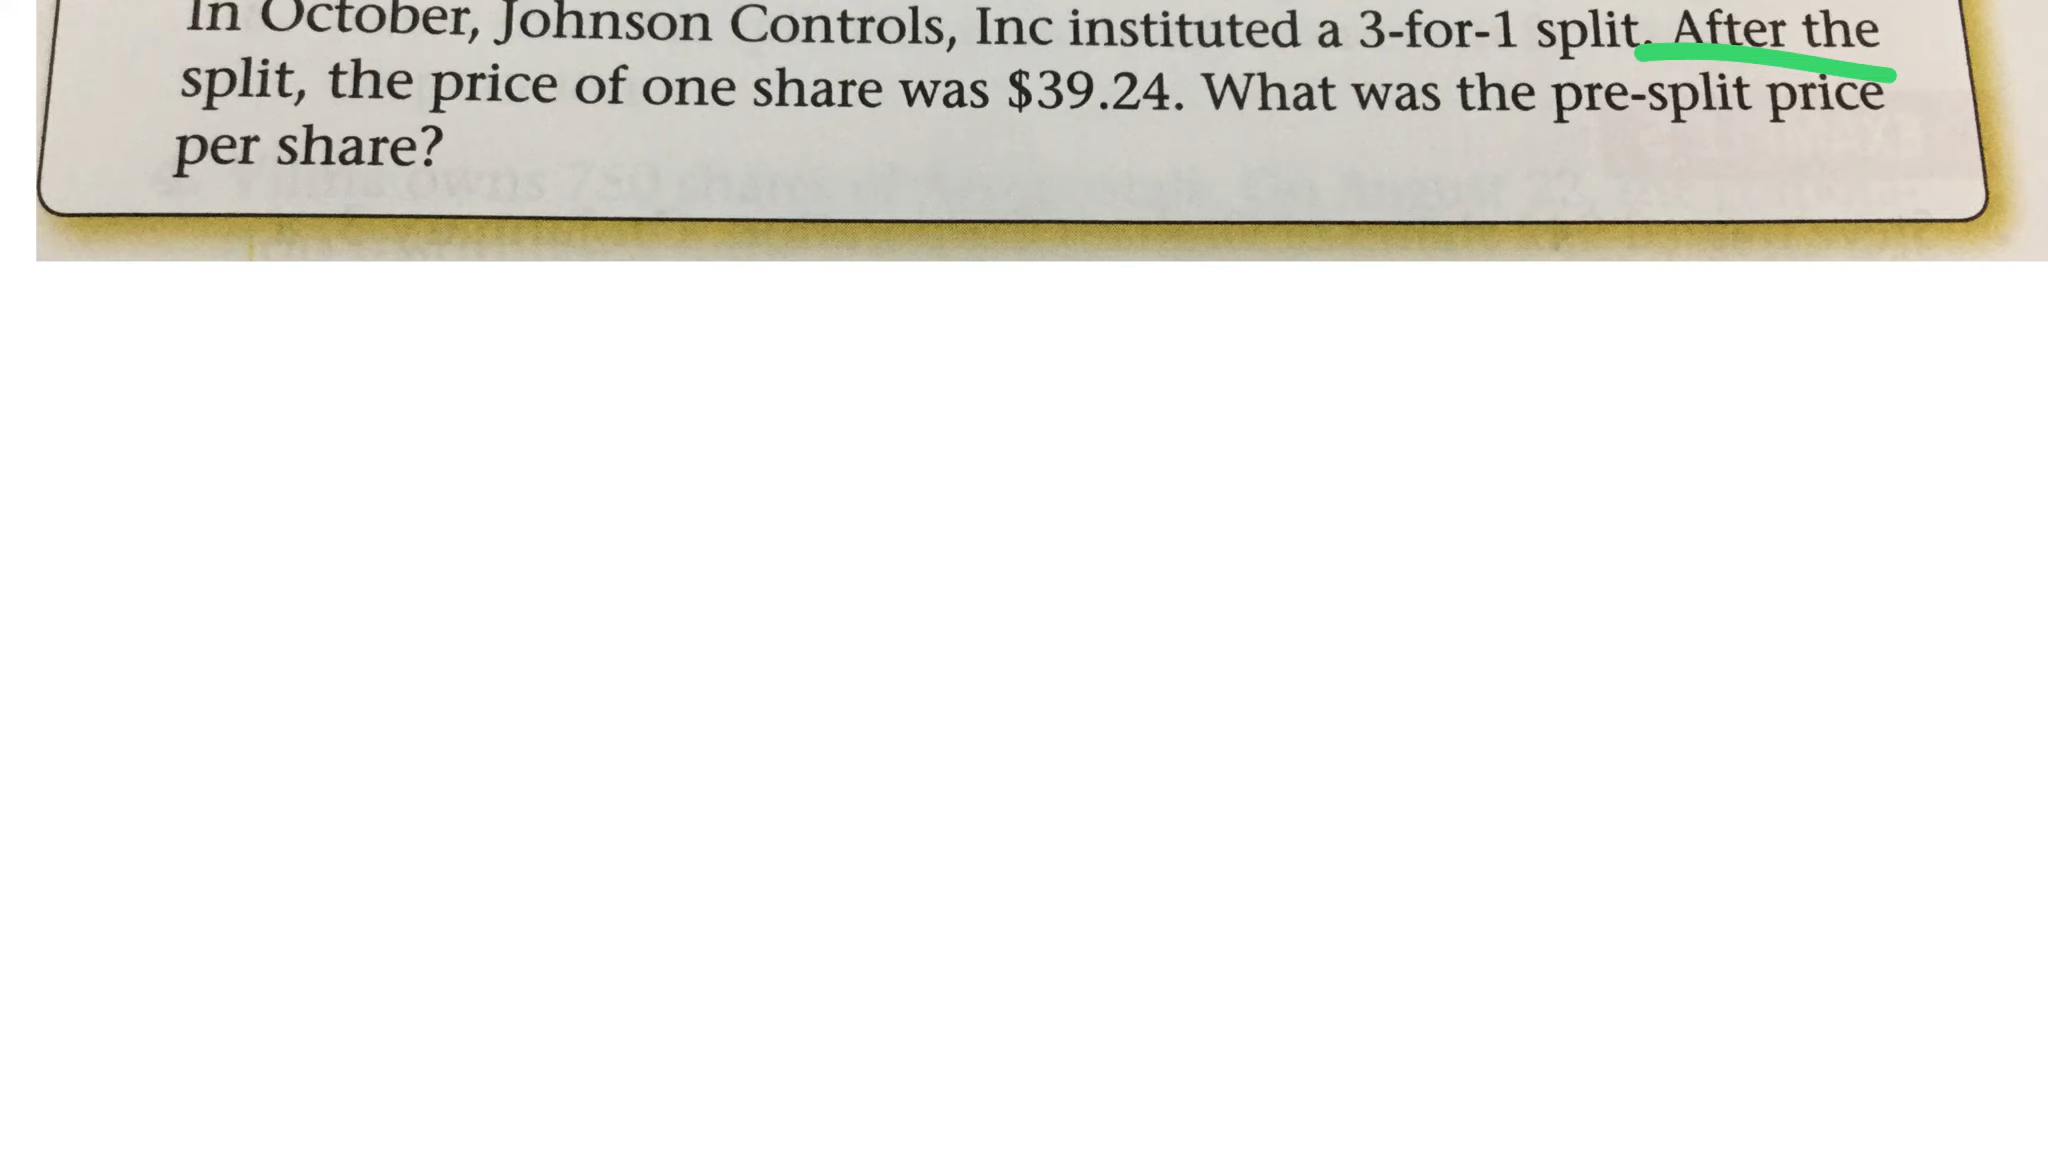 In October, Johnson Controls, Inc instituted a 3-for-1 split. After the
split, the price of one share was $39.24. What was the pre-split price
per share?